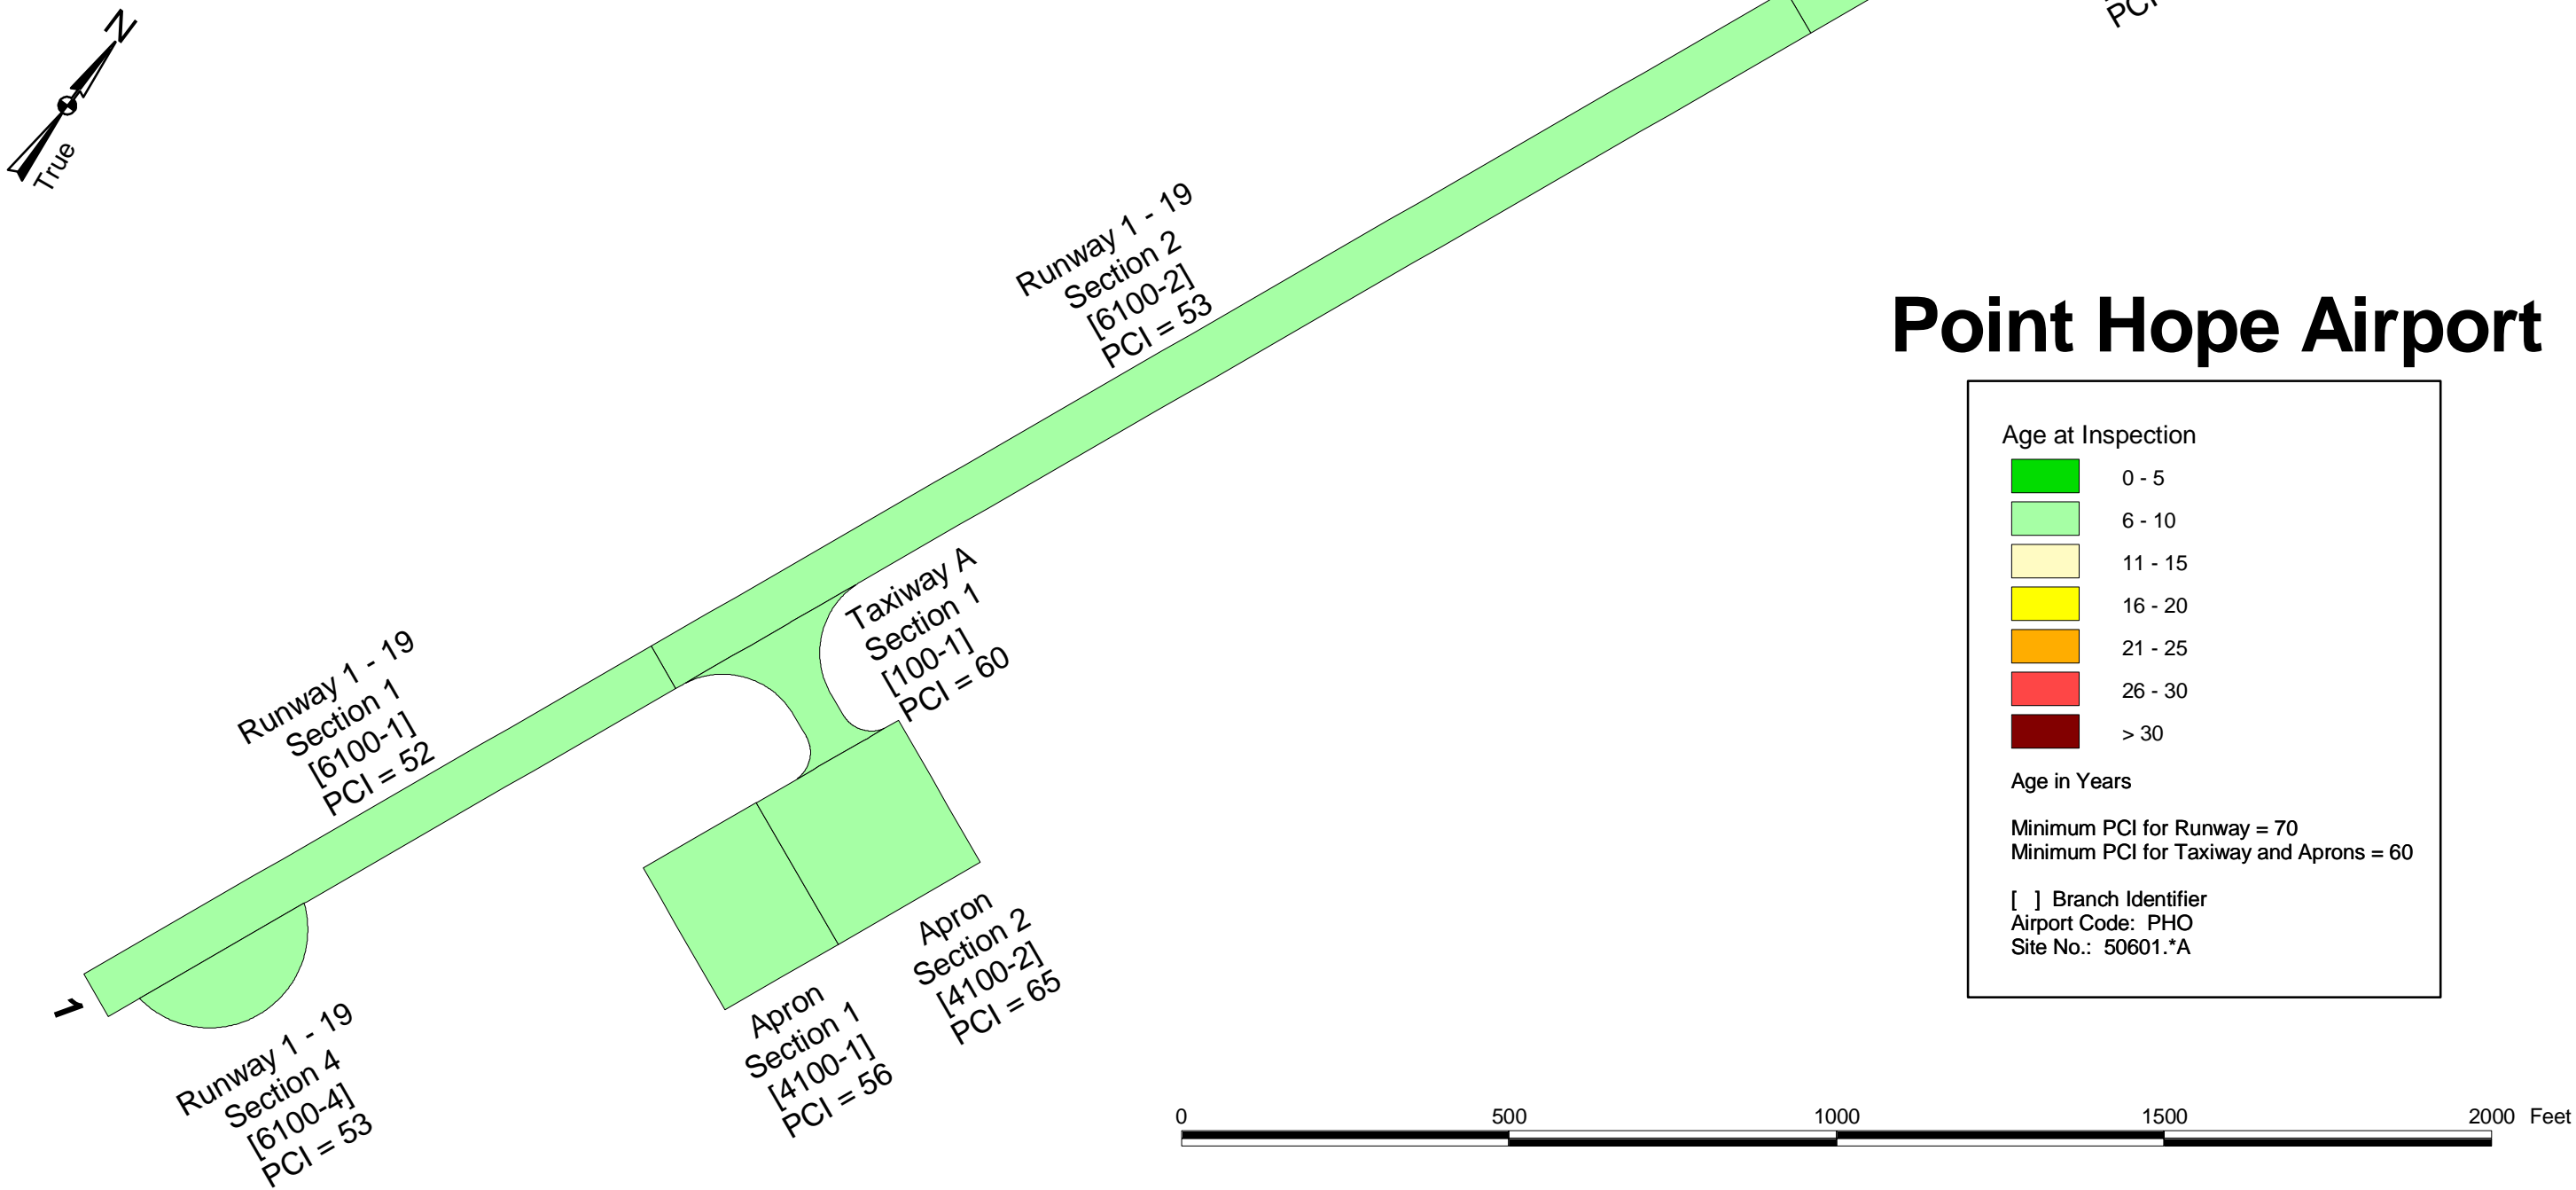 N
True
PCI
Runway 1 - 19
Section 2
[6100-2]
PCI = 53
Point Hope Airport
Age at Inspection
0 - 5
6 - 10
11 - 15
16 - 20
21 - 25
26 - 30
> 30
Age in Years
Minimum PCI for Runway = 70
Minimum PCI for Taxiway and Aprons = 60
[ ] Branch Identifier
Airport Code: PHO
Site No.: 50601.*A
Taxiway A
Section 1
[100-1]
PCI = 60
Runway 1 - 19
Section 1
[6100-1]
PCI = 52
1
Runway 1 - 19
Section 4
[6100-4]
PCI = 53
Apron
Section 1
[4100-1]
PCI = 56
Apron
Section 2
[4100-2]
PCI = 65
0 500 1000 1500 2000 Feet